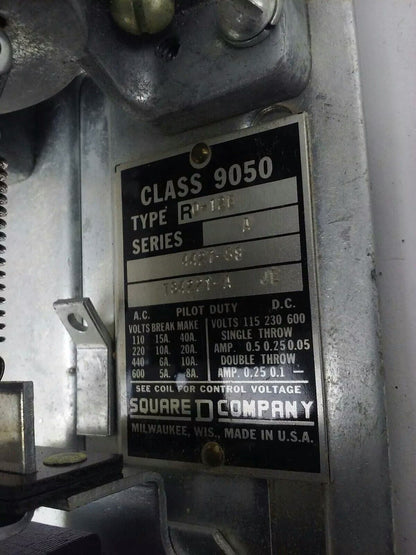 CLASS 9050
TYPE R
SERIES A
A.C. PILOT DUTY D.C.
VOLTS BREAK MAKE VOLTS 115 230 600
110 15A. 40A. SINGLE THROW
220 10A. 20A. AMP. 0.5 0.25 0.05
440 6A. 10A. DOUBLE THROW
600 5A. 8A. AMP. 0.25 0.1 —
SEE COIL FOR CONTROL VOLTAGE
SQUARE D COMPANY
MILWAUKEE, WIS., MADE IN U.S.A.